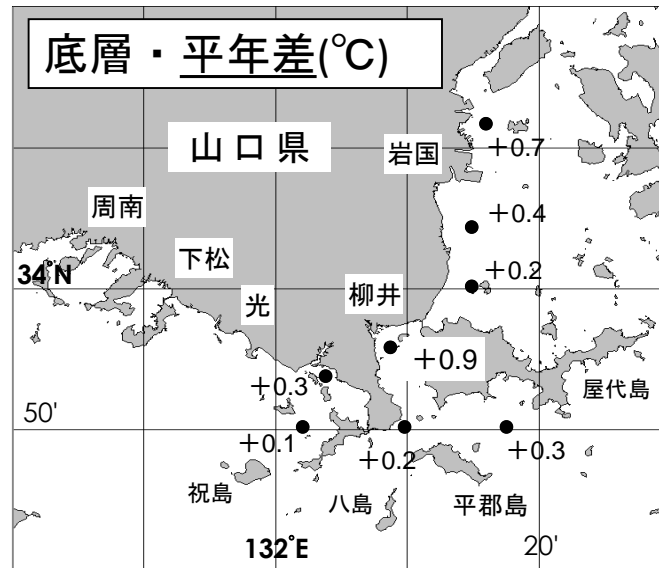 底層・平年差(℃)
山口県
岩国
+0.7
周南
+0.4
下松
34°N
+0.2
柳井
光
+0.9
+0.3
屋代島
50'
+0.1
+0.2
+0.3
祝島
八島
平郡島
132°E
20'